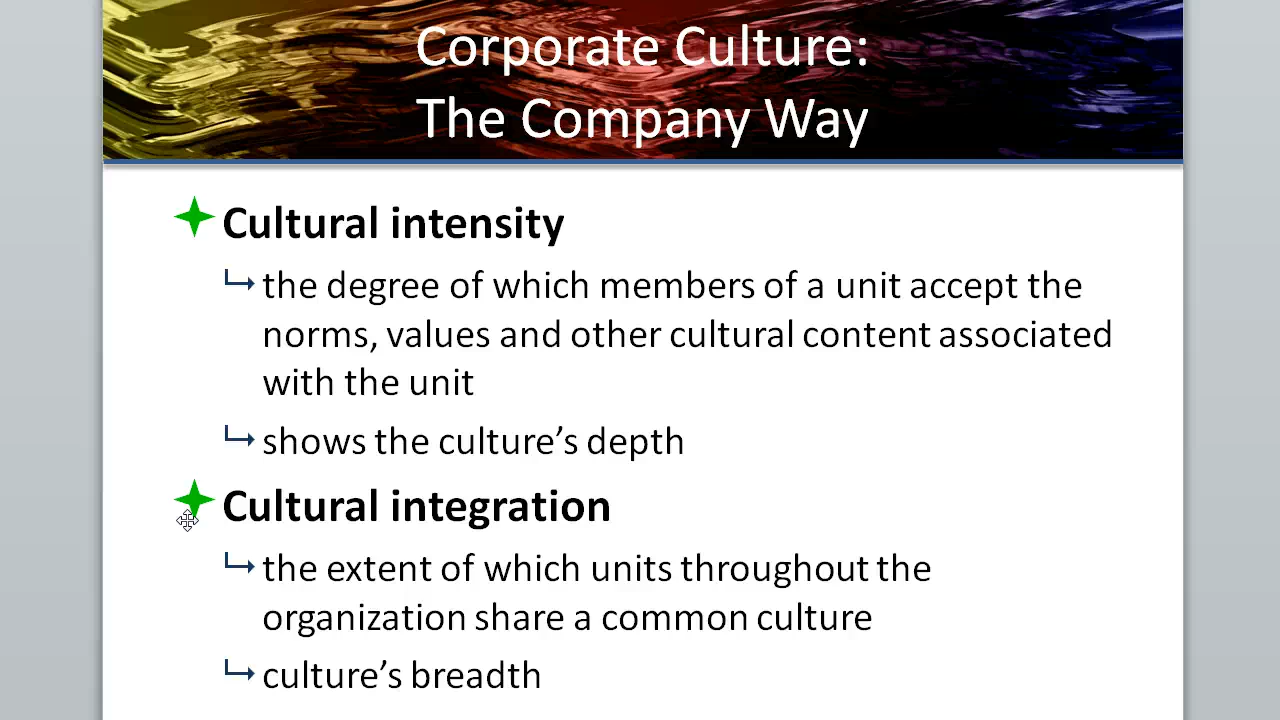 Corporate Culture:
The Company Way
Cultural intensity
the degree of which members of a unit accept the
norms, values and other cultural content associated
with the unit
shows the culture’s depth
Cultural integration
the extent of which units throughout the
organization share a common culture
culture’s breadth